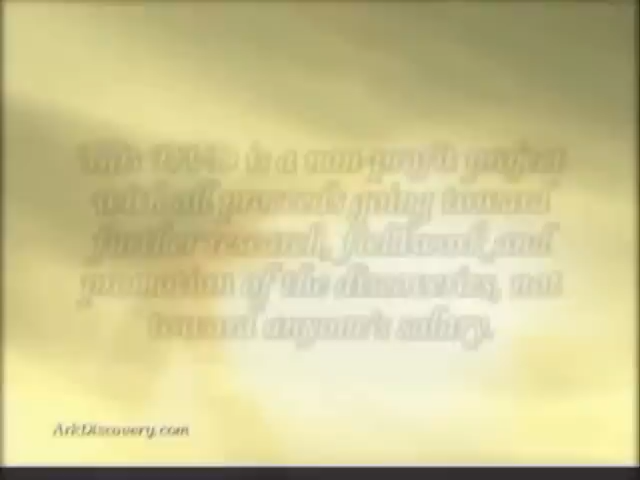 This is a non-profit project
with all proceeds going toward
further research, fieldwork, and
promotion of the discoveries, not
toward anyone's salary.
ArkDiscovery.com